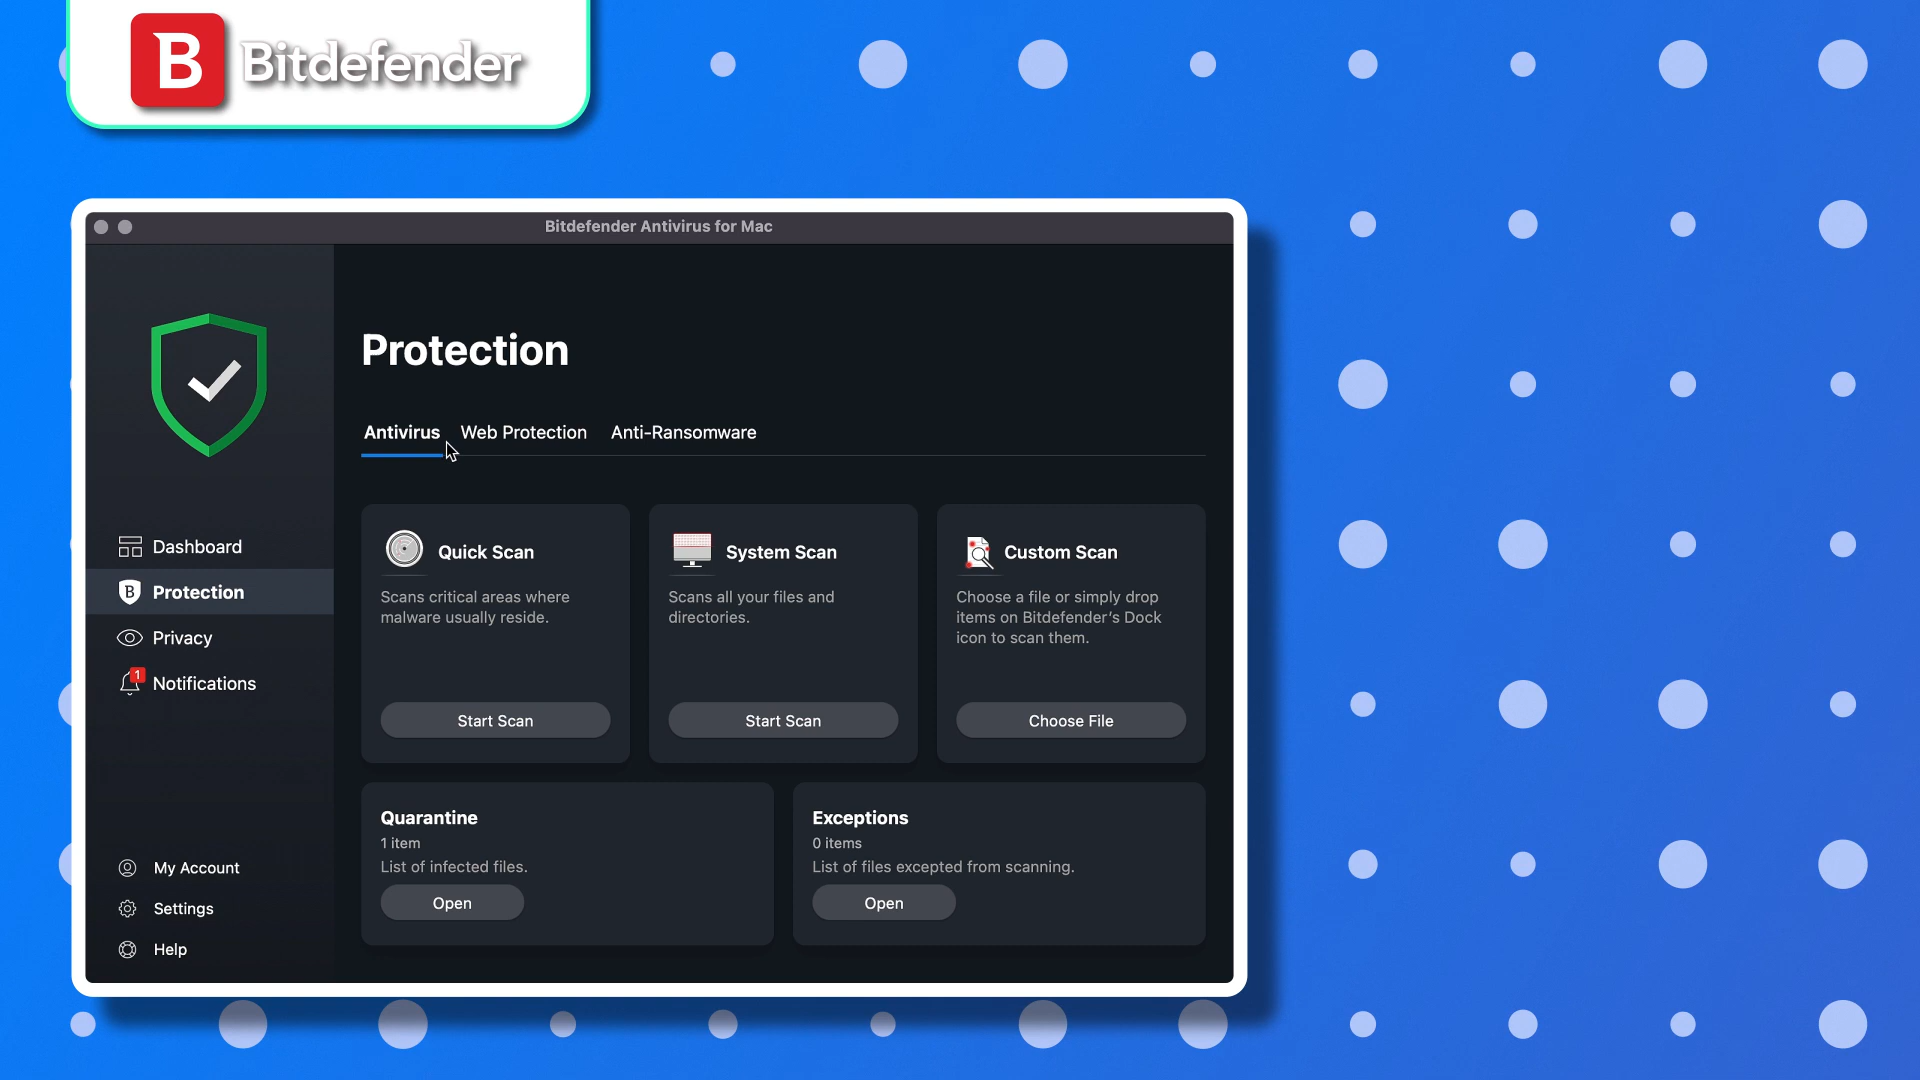 B Bitdefender
Bitdefender Antivirus for Mac
Protection
Antivirus Web Protection Anti-Ransomware
Dashboard
B Protection
Privacy
1
Notifications
My Account
Settings
Help
Quick Scan
Scans critical areas where
malware usually reside.
Start Scan
System Scan
Scans all your files and
directories.
Start Scan
Custom Scan
Choose a file or simply drop
items on Bitdefender's Dock
icon to scan them.
Choose File
Quarantine
1 item
List of infected files.
Open
Exceptions
0 items
List of files excepted from scanning.
Open